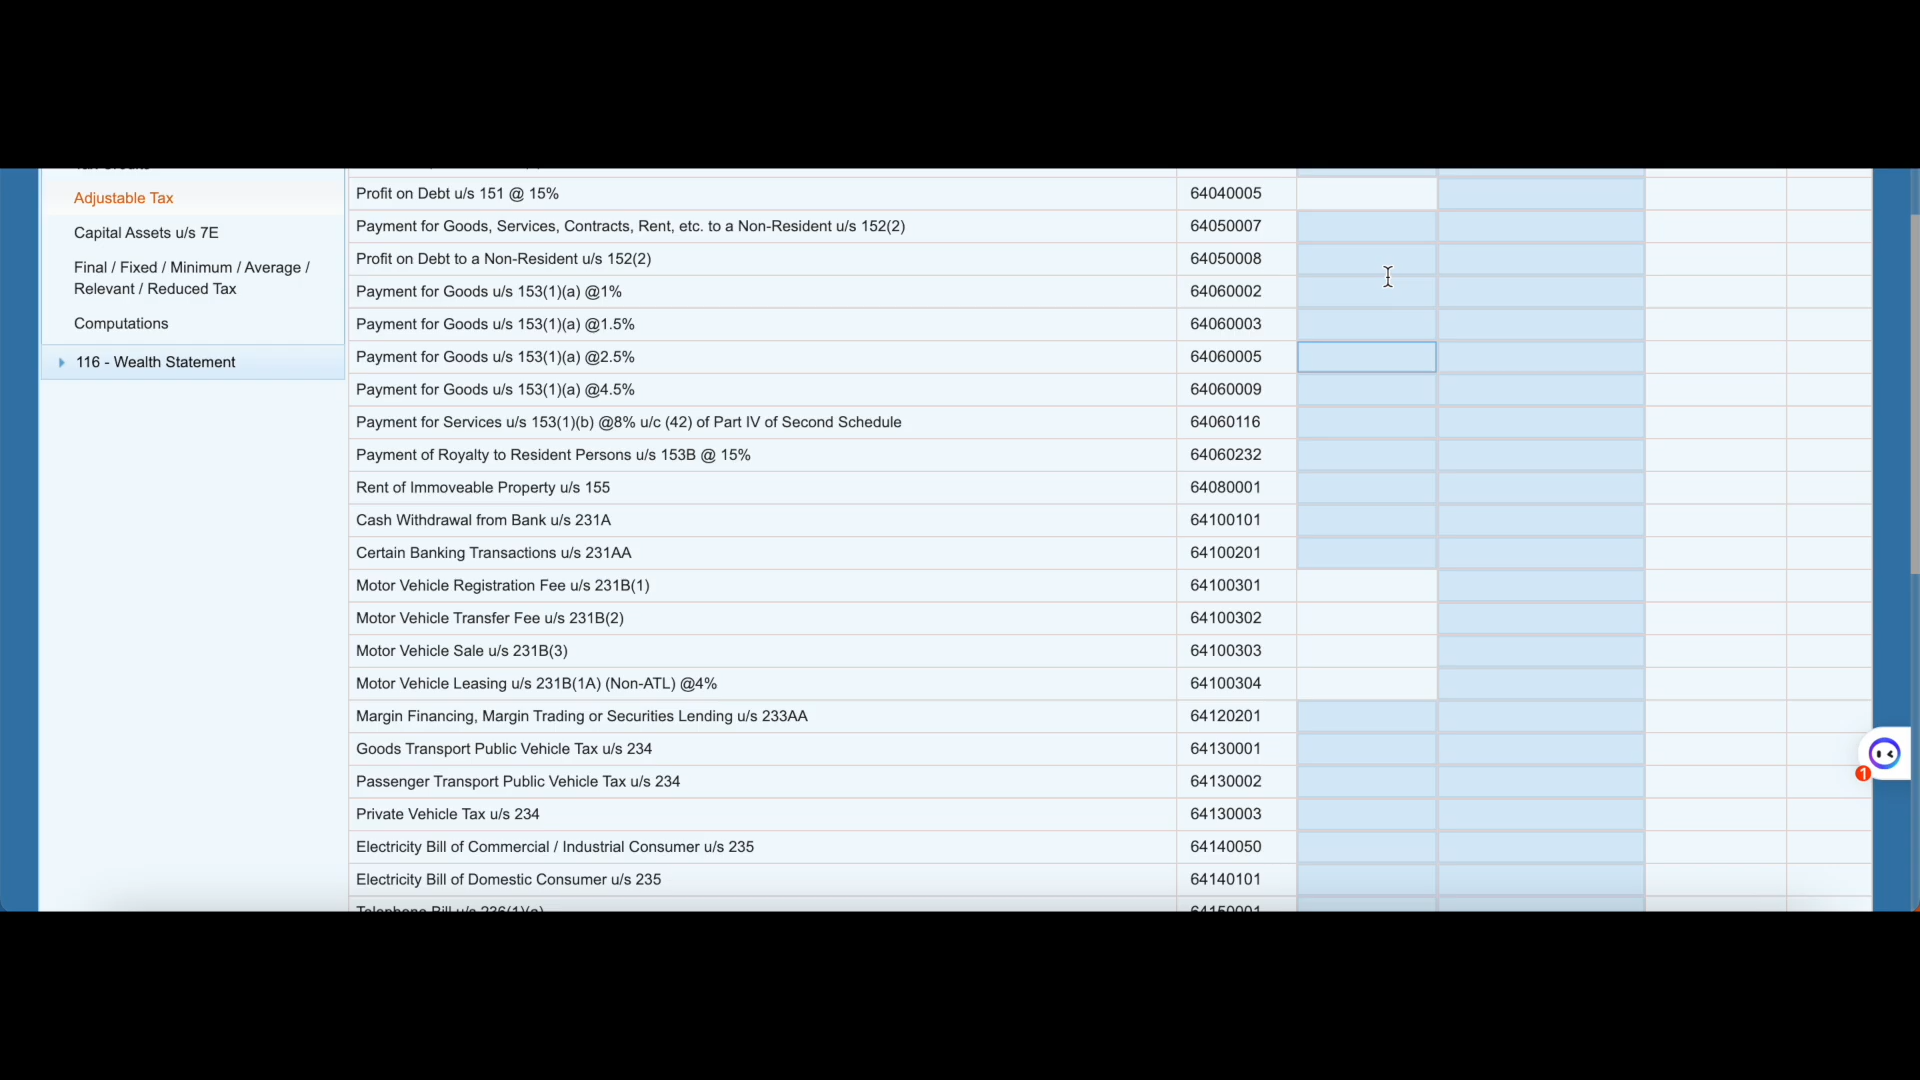 Adjustable Tax
Capital Assets u/s 7E
Final / Fixed / Minimum / Average /
Relevant / Reduced Tax
Computations
116 - Wealth Statement
Profit on Debt u/s 151 @ 15% 64040005
Payment for Goods, Services, Contracts, Rent, etc. to a Non-Resident u/s 152(2) 64050007
Profit on Debt to a Non-Resident u/s 152(2) 64050008
Payment for Goods u/s 153(1)(a) @1% 64060002
Payment for Goods u/s 153(1)(a) @1.5% 64060003
Payment for Goods u/s 153(1)(a) @2.5% 64060005
Payment for Goods u/s 153(1)(a) @4.5% 64060009
Payment for Services u/s 153(1)(b) @8% u/c (42) of Part IV of Second Schedule 64060116
Payment of Royalty to Resident Persons u/s 153B @ 15% 64060232
Rent of Immoveable Property u/s 155 64080001
Cash Withdrawal from Bank u/s 231A 64100101
Certain Banking Transactions u/s 231AA 64100201
Motor Vehicle Registration Fee u/s 231B(1) 64100301
Motor Vehicle Transfer Fee u/s 231B(2) 64100302
Motor Vehicle Sale u/s 231B(3) 64100303
Motor Vehicle Leasing u/s 231B(1A) (Non-ATL) @4% 64100304
Margin Financing, Margin Trading or Securities Lending u/s 233AA 64120201
Goods Transport Public Vehicle Tax u/s 234 64130001
Passenger Transport Public Vehicle Tax u/s 234 64130002
1
Private Vehicle Tax u/s 234 64130003
Electricity Bill of Commercial / Industrial Consumer u/s 235 64140050
Electricity Bill of Domestic Consumer u/s 235 64140101
Telephone Bill u/s 236(1)(a) 64150001